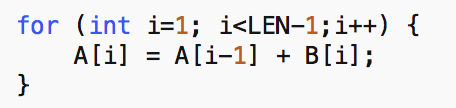 for (int i=1; i<LEN-1;i++) {
    A[i] = A[i-1] + B[i];
}